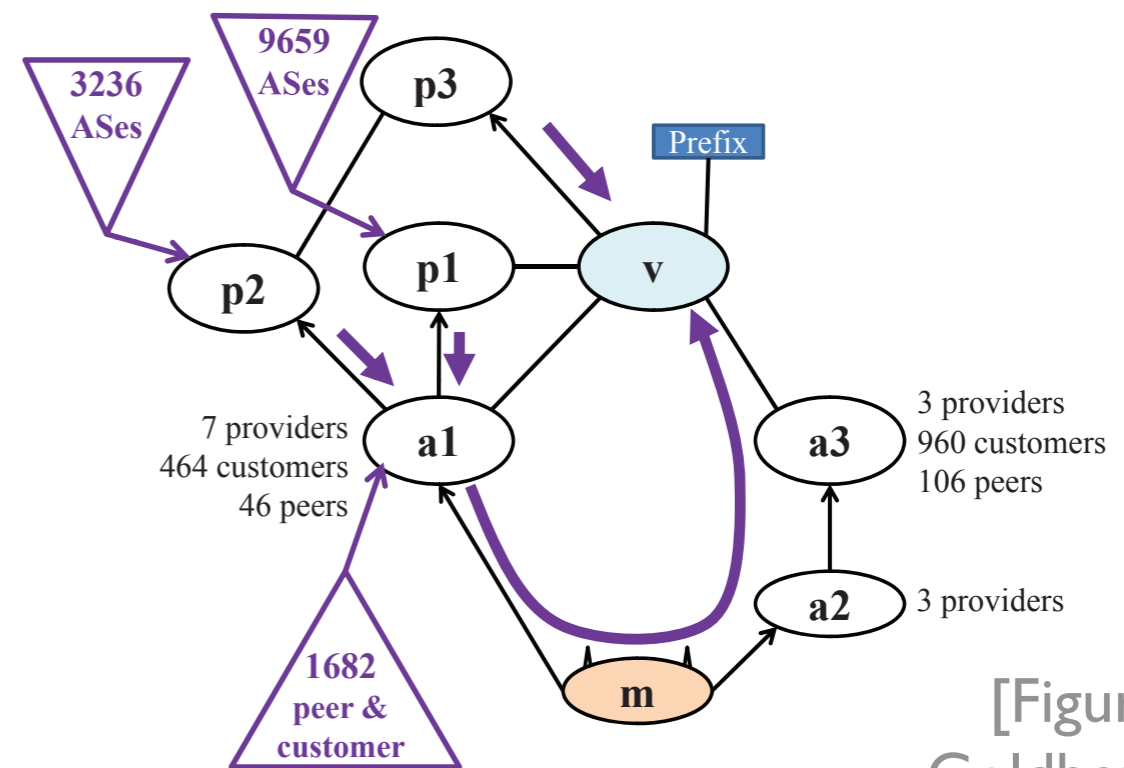 9659
ASes
3236
ASes
p3
Prefix
p1
v
p2
7 providers
464 customers
46 peers
a1
a3
3 providers
960 customers
106 peers
a2
3 providers
1682
peer &
customer
m
[Figur